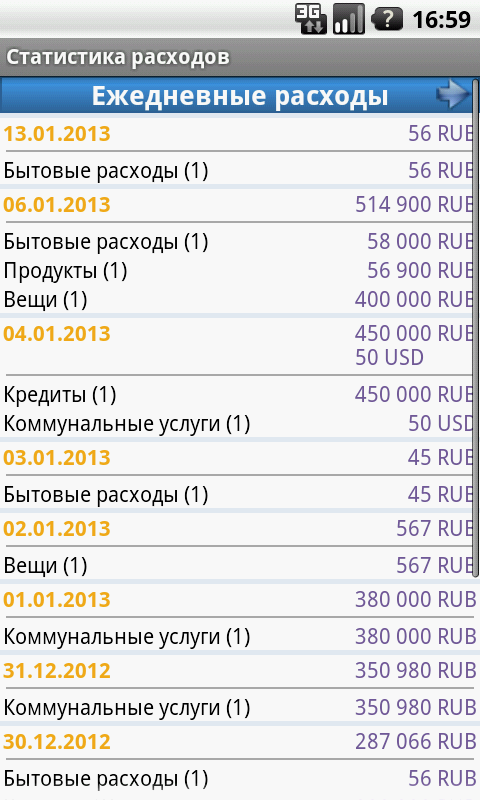 3G ? 16:59
Статистика расходов
Ежедневные расходы
13.01.2013 56 RUB
Бытовые расходы (1) 56 RUB
06.01.2013 514 900 RUB
Бытовые расходы (1) 58 000 RUB
Продукты (1) 56 900 RUB
Вещи (1) 400 000 RUB
04.01.2013 450 000 RUB
50 USD
Кредиты (1) 450 000 RUB
Коммунальные услуги (1) 50 USD
03.01.2013 45 RUB
Бытовые расходы (1) 45 RUB
02.01.2013 567 RUB
Вещи (1) 567 RUB
01.01.2013 380 000 RUB
Коммунальные услуги (1) 380 000 RUB
31.12.2012 350 980 RUB
Коммунальные услуги (1) 350 980 RUB
30.12.2012 287 066 RUB
Бытовые расходы (1) 56 RUB